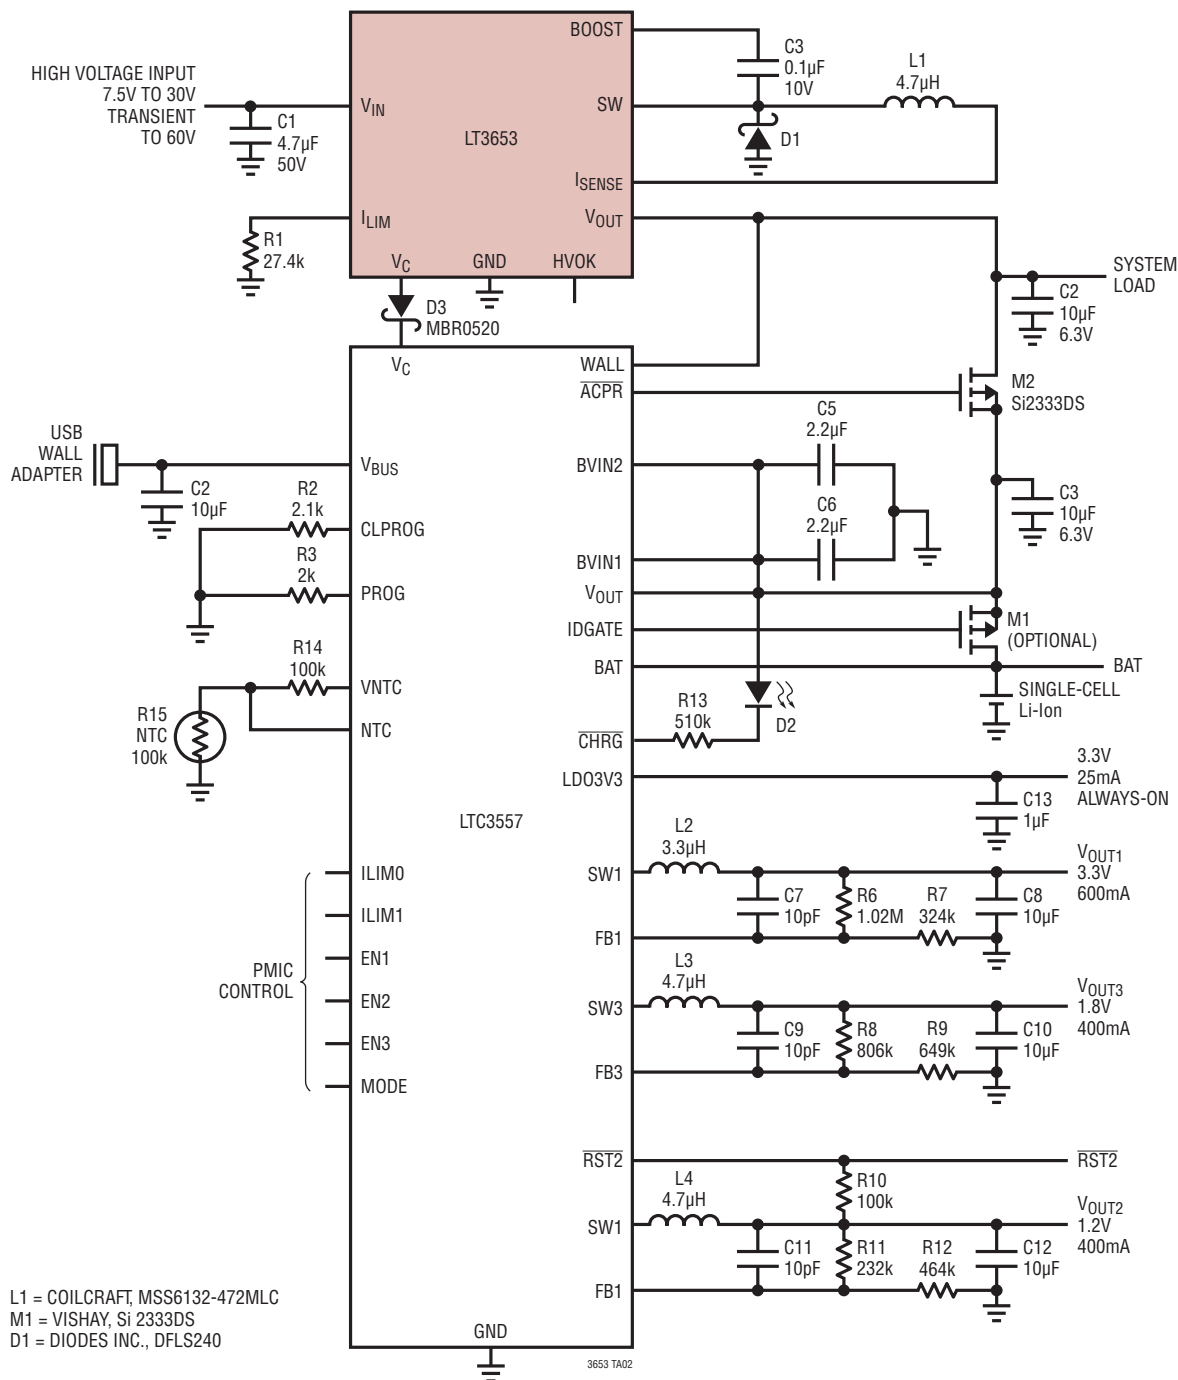 BOOST
C3
0.1µF
10V
L1
4.7µH
HIGH VOLTAGE INPUT
7.5V TO 30V
TRANSIENT
TO 60V
VIN
C1
4.7µF
50V
LT3653
SW
D1
ISENSE
ILIM
R1
27.4k
VOUT
VC
GND
HVOK
SYSTEM
LOAD
C2
10µF
6.3V
D3
MBR0520
VC
WALL
ACPR
M2
Si2333DS
USB
WALL
ADAPTER
VBUS
C2
10µF
R2
2.1k
CLPROG
R3
2k
PROG
BVIN2
C5
2.2µF
C6
2.2µF
C3
10µF
6.3V
BVIN1
VOUT
IDGATE
M1
(OPTIONAL)
BAT
BAT
SINGLE-CELL
Li-Ion
R14
100k
VNTC
R15
NTC
100k
NTC
R13
510k
D2
CHRG
LDO3V3
3.3V
25mA
ALWAYS-ON
C13
1µF
LTC3557
L2
3.3µH
SW1
VOUT1
3.3V
600mA
C7
10pF
R6
1.02M
R7
324k
C8
10µF
FB1
PMIC
CONTROL
ILIM0
ILIM1
EN1
EN2
EN3
MODE
L3
4.7µH
SW3
VOUT3
1.8V
400mA
C9
10pF
R8
806k
R9
649k
C10
10µF
FB3
RST2
RST2
R10
100k
L4
4.7µH
SW1
VOUT2
1.2V
400mA
C11
10pF
R11
232k
R12
464k
C12
10µF
FB1
GND
L1 = COILCRAFT, MSS6132-472MLC
M1 = VISHAY, Si 2333DS
D1 = DIODES INC., DFLS240
3653 TA02